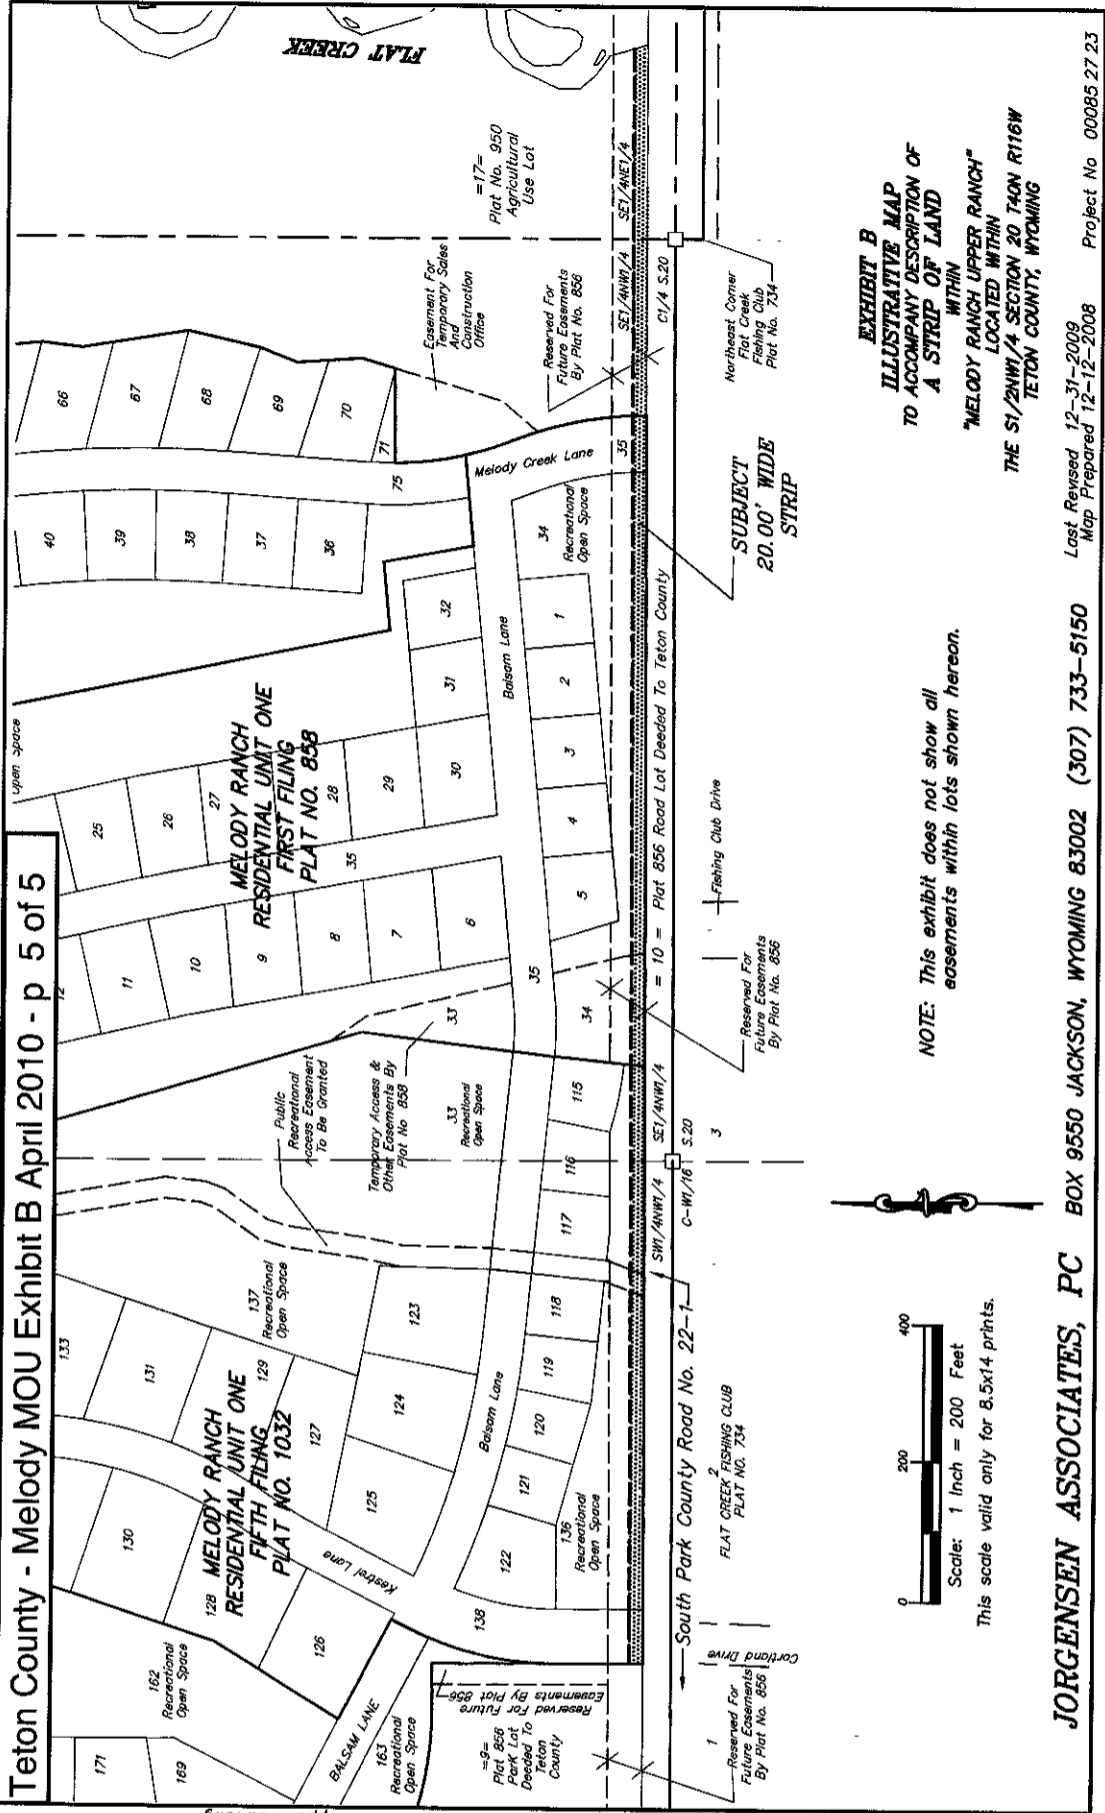 Teton County - Melody MOU Exhibit B April 2010 - p 5 of 5
171
169
162
Recreational
Open Space
BALSAM LANE
163
Recreational
Open Space
=9=
Plat 856
Park Lot
Deeded To
Teton
County
Reserved For Future
Easements By Plat 856
1
Reserved For
Future Easements
By Plat No. 856
Cortland Drive
126
128
130
MELODY RANCH
RESIDENTIAL UNIT ONE
FIFTH FILING
PLAT NO. 1032
Kestrel Lane
138
133
131
129
127
125
124
123
137
Recreational
Open Space
Balsam Lane
122
121
120
119
118
117
116
115
136
Recreational
Open Space
South Park County Road No. 22-1
2
FLAT CREEK FISHING CLUB
PLAT NO. 734
Public
Recreational
Access Easement
To Be Granted
Temporary Access &
Other Easements By
Plat No 858
33
33
Recreational
Open Space
SW1/4NW1/4
SE1/4NW1/4
C-W1/16
S.20
3
12
11
10
9
8
7
6
35
34
Reserved For
Future Easements
By Plat No. 856
= 10 = Plat 856 Road Lot Deeded To Teton County
Fishing Club Drive
Open Space
25
26
27
28
29
30
31
32
35
MELODY RANCH
RESIDENTIAL UNIT ONE
FIRST FILING
PLAT NO. 858
Balsam Lane
5
4
3
2
1
34
Recreational
Open Space
40
39
38
37
36
75
66
67
68
69
70
71
Melody Creek Lane
35
SUBJECT
20.00' WIDE
STRIP
Easement For
Temporary Sales
And
Construction
Office
Reserved For
Future Easements
By Plat No. 856
SE1/4NW1/4
SE1/4NE1/4
C1/4 S.20
Northeast Corner
Flat Creek
Fishing Club
Plat No. 734
=17=
Plat No. 950
Agricultural
Use Lot
FLAT CREEK
0
200
400
Scale: 1 Inch = 200 Feet
This scale valid only for 8.5x14 prints.
NOTE: This exhibit does not show all
easements within lots shown hereon.
EXHIBIT B
ILLUSTRATIVE MAP
TO ACCOMPANY DESCRIPTION OF
A STRIP OF LAND
WITHIN
"MELODY RANCH UPPER RANCH"
LOCATED WITHIN
THE S1/2NW1/4 SECTION 20 T40N R116W
TETON COUNTY, WYOMING
JORGENSEN ASSOCIATES, PC BOX 9550 JACKSON, WYOMING 83002 (307) 733-5150
Last Revised 12-31-2009
Map Prepared 12-12-2008
Project No 00085 27 23